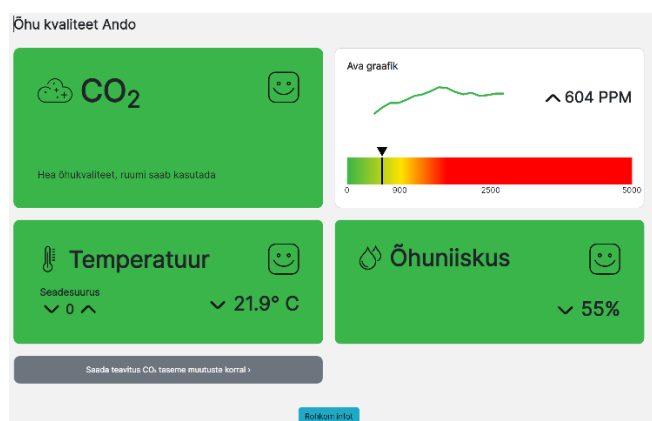 Õhu kvaliteet Ando
CO₂
Hea õhukvaliteet, ruumi saab kasutada
Ava graafik
604 PPM
0 900 2500 5000
Temperatuur
Seadesuurus
0
21.9° C
Õhuniiskus
55%
Saada teavitus CO₂ taseme muutuste korral ›
Rohkem infot